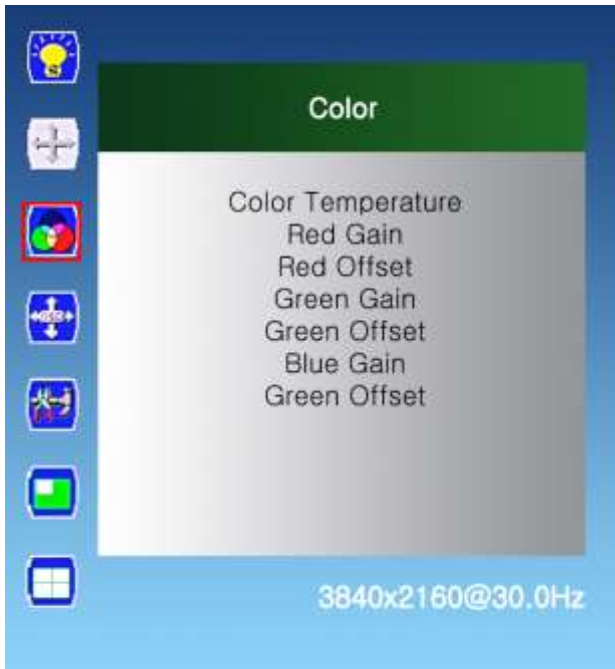 Color
Color Temperature
Red Gain
Red Offset
Green Gain
Green Offset
Blue Gain
Green Offset
3840x2160@30.0Hz